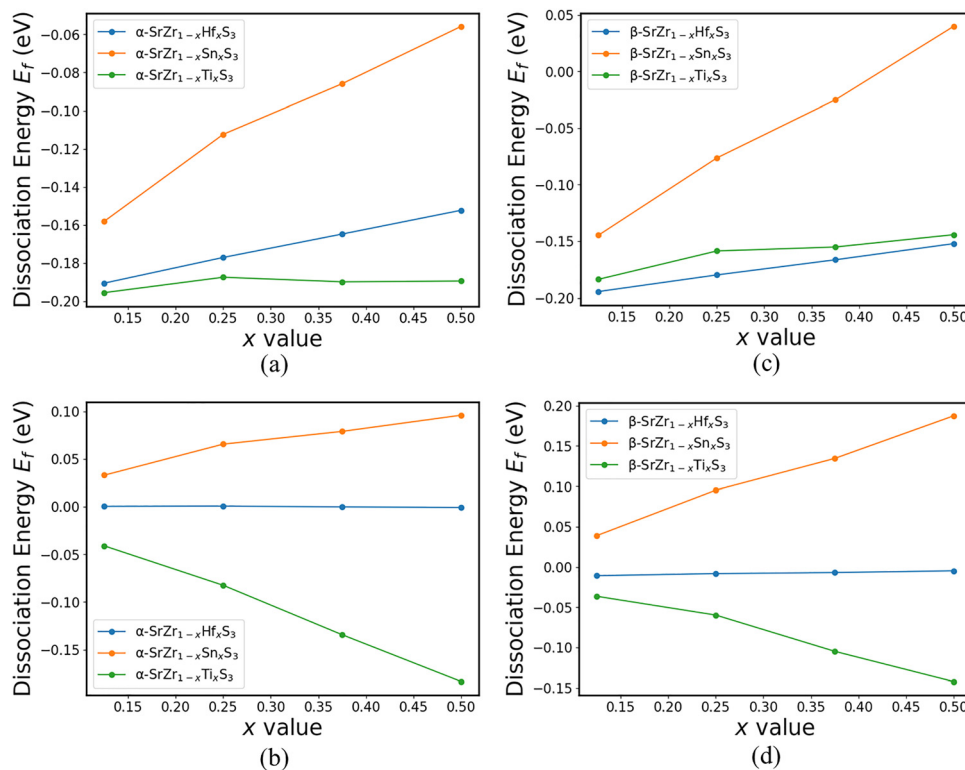 Dissociation Energy E_f (eV)
−0.06
−0.08
−0.10
−0.12
−0.14
−0.16
−0.18
−0.20
α-SrZr₁₋ₓHfₓS₃
α-SrZr₁₋ₓSnₓS₃
α-SrZr₁₋ₓTiₓS₃
0.15 0.20 0.25 0.30 0.35 0.40 0.45 0.50
x value
(a)
Dissociation Energy E_f (eV)
0.05
0.00
−0.05
−0.10
−0.15
−0.20
β-SrZr₁₋ₓHfₓS₃
β-SrZr₁₋ₓSnₓS₃
β-SrZr₁₋ₓTiₓS₃
0.15 0.20 0.25 0.30 0.35 0.40 0.45 0.50
x value
(c)
Dissociation Energy E_f (eV)
0.10
0.05
0.00
−0.05
−0.10
−0.15
α-SrZr₁₋ₓHfₓS₃
α-SrZr₁₋ₓSnₓS₃
α-SrZr₁₋ₓTiₓS₃
0.15 0.20 0.25 0.30 0.35 0.40 0.45 0.50
x value
(b)
Dissociation Energy E_f (eV)
0.20
0.15
0.10
0.05
0.00
−0.05
−0.10
−0.15
β-SrZr₁₋ₓHfₓS₃
β-SrZr₁₋ₓSnₓS₃
β-SrZr₁₋ₓTiₓS₃
0.15 0.20 0.25 0.30 0.35 0.40 0.45 0.50
x value
(d)